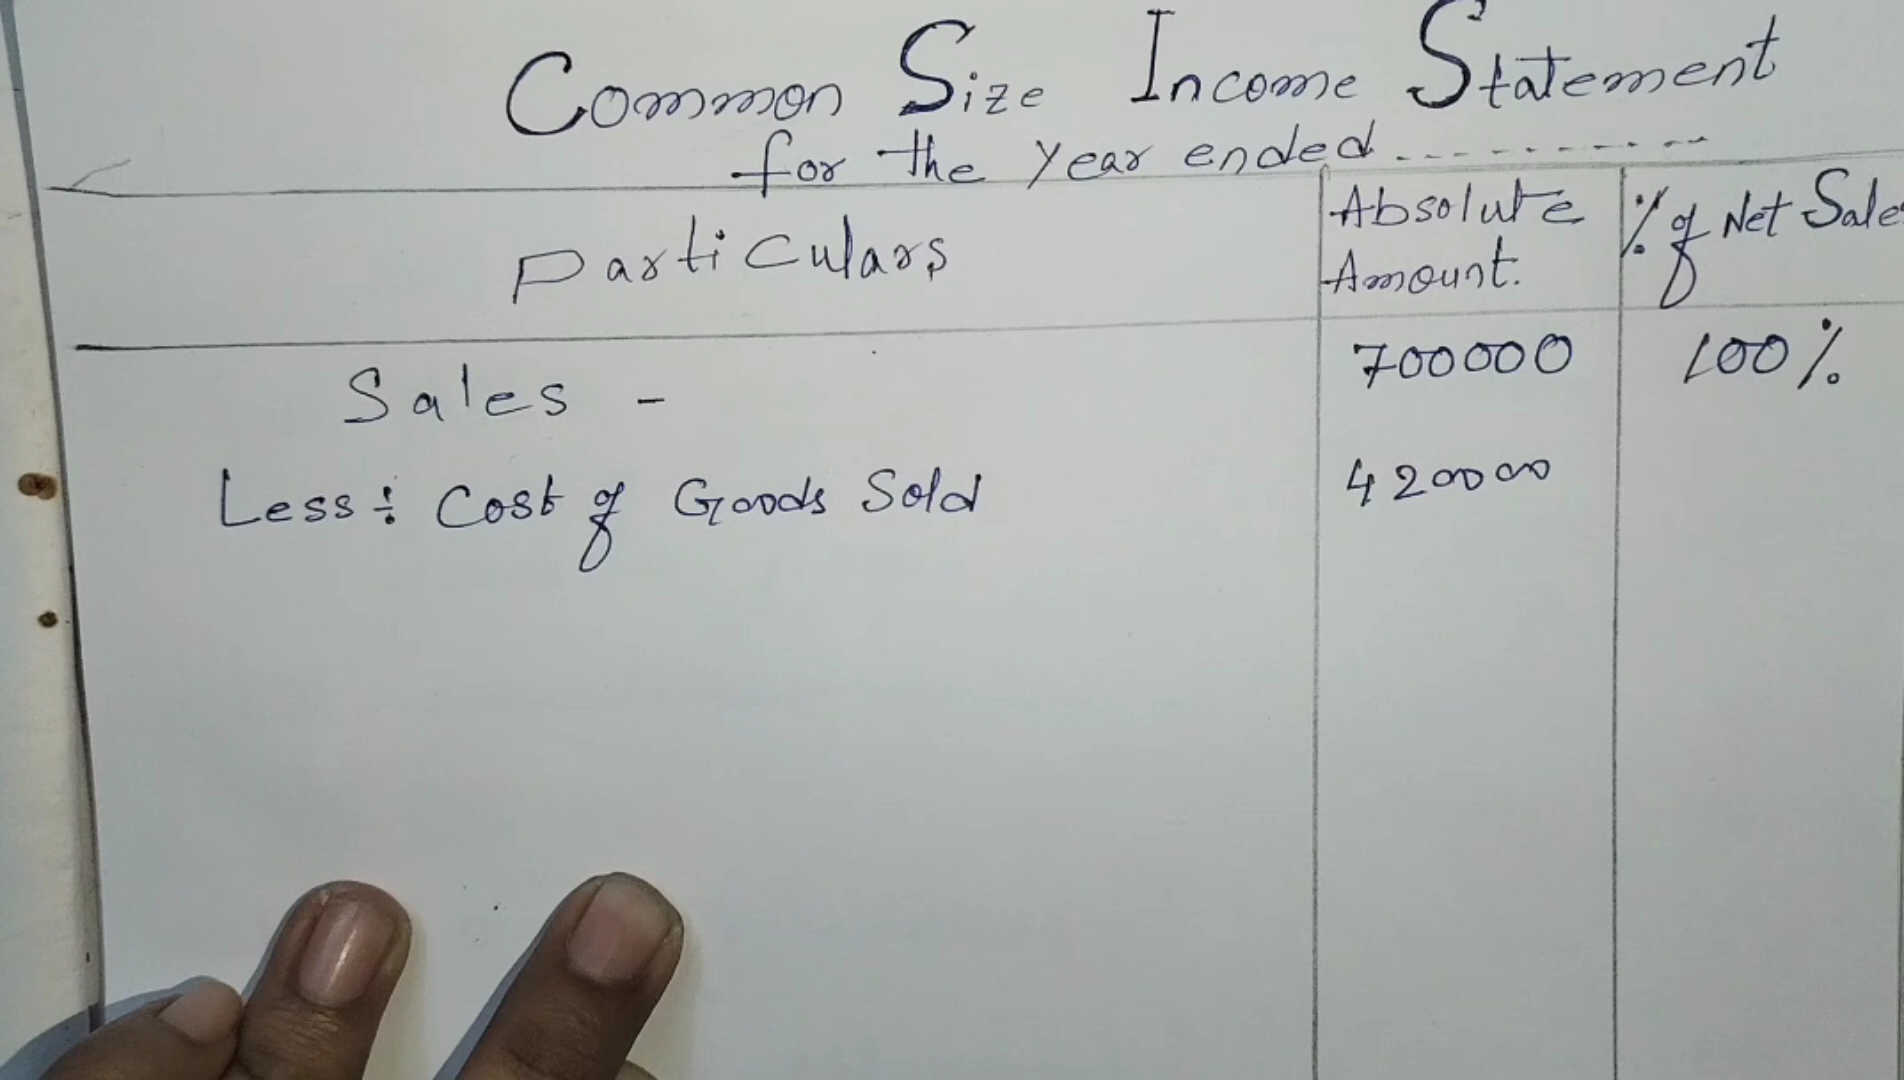 Common Size Income Statement
for the Year ended ..........
Particulars
Absolute
Amount.
% of Net Sales
Sales -
700000
100%
Less: Cost of Goods Sold
420000